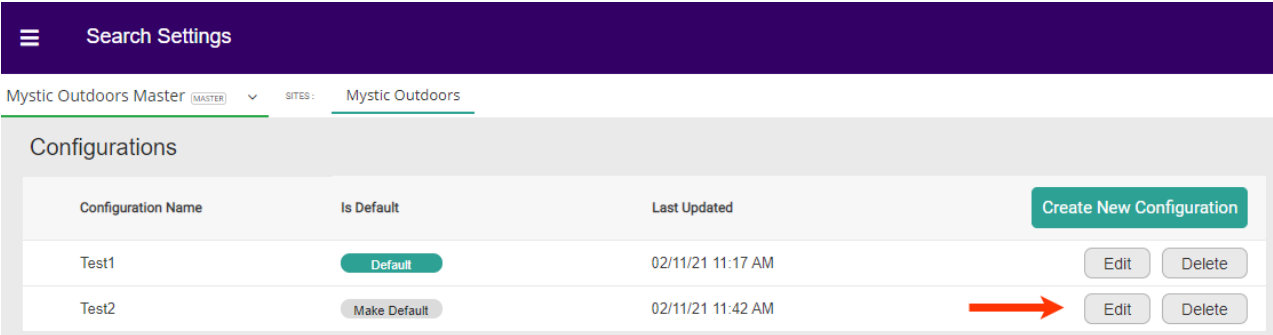 Search Settings
Mystic Outdoors Master MASTER SITES : Mystic Outdoors
Configurations
Configuration Name Is Default Last Updated Create New Configuration
Test1 Default 02/11/21 11:17 AM Edit Delete
Test2 Make Default 02/11/21 11:42 AM Edit Delete